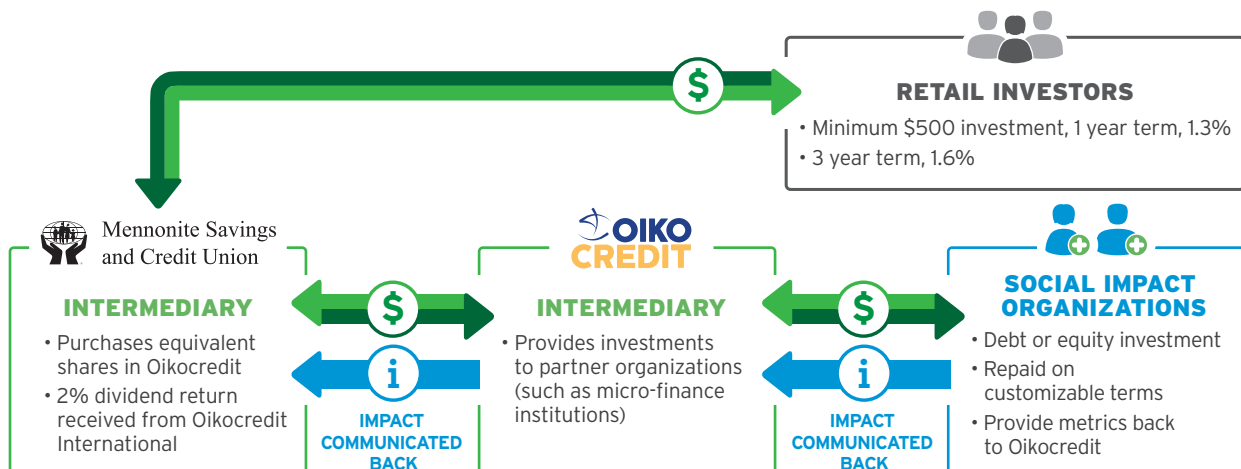 $
RETAIL INVESTORS
• Minimum $500 investment, 1 year term, 1.3%
• 3 year term, 1.6%
Mennonite Savings
and Credit Union
INTERMEDIARY
• Purchases equivalent
shares in Oikocredit
• 2% dividend return
received from Oikocredit
International
$
i
IMPACT
COMMUNICATED
BACK
OIKO
CREDIT
INTERMEDIARY
• Provides investments
to partner organizations
(such as micro-finance
institutions)
$
i
IMPACT
COMMUNICATED
BACK
SOCIAL IMPACT
ORGANIZATIONS
• Debt or equity investment
• Repaid on
customizable terms
• Provide metrics back
to Oikocredit